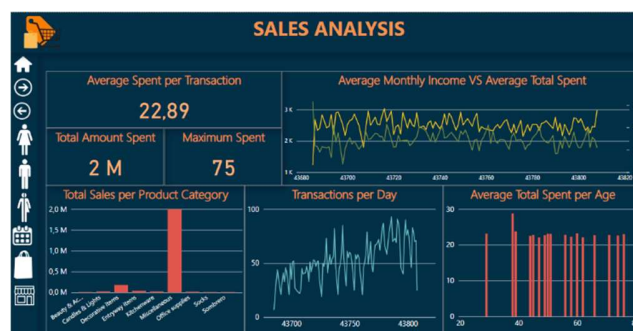 SALES ANALYSIS
Average Spent per Transaction
22,89
Total Amount Spent
2 M
Maximum Spent
75
Average Monthly Income VS Average Total Spent
3 K
2 K
1 K
43680 43700 43720 43740 43760 43780 43800
Total Sales per Product Category
2,0 M
1,5 M
1,0 M
0,5 M
0,0 M
Beauty & Ac...
Candles & Lights
Decorative Items
Entryway Items
Kitchenware
Miscellaneous
Office supplies
Socks
Sombrero
Transactions per Day
100
50
0
43700 43750 43800
Average Total Spent per Age
30
20
10
0
20 40 60